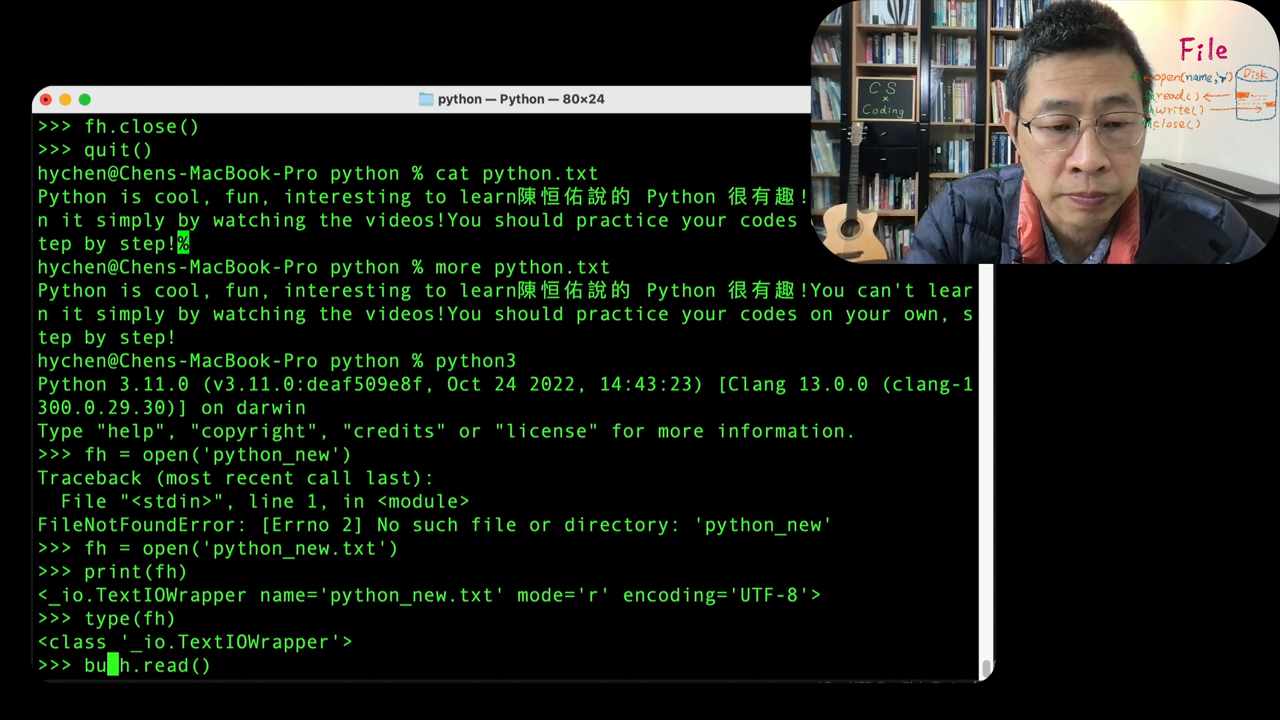 python — Python — 80×24
>>> fh.close()
>>> quit()
hychen@Chens-MacBook-Pro python % cat python.txt
Python is cool, fun, interesting to learn陳恒佑說的 Python 很有趣!
n it simply by watching the videos!You should practice your codes
tep by step!%
hychen@Chens-MacBook-Pro python % more python.txt
Python is cool, fun, interesting to learn陳恒佑說的 Python 很有趣!You can't lear
n it simply by watching the videos!You should practice your codes on your own, s
tep by step!
hychen@Chens-MacBook-Pro python % python3
Python 3.11.0 (v3.11.0:deaf509e8f, Oct 24 2022, 14:43:23) [Clang 13.0.0 (clang-1
300.0.29.30)] on darwin
Type "help", "copyright", "credits" or "license" for more information.
>>> fh = open('python_new')
Traceback (most recent call last):
  File "<stdin>", line 1, in <module>
FileNotFoundError: [Errno 2] No such file or directory: 'python_new'
>>> fh = open('python_new.txt')
>>> print(fh)
<_io.TextIOWrapper name='python_new.txt' mode='r' encoding='UTF-8'>
>>> type(fh)
<class '_io.TextIOWrapper'>
>>> bu h.read()
CS
×
Coding
File
open(name,'r')
Disk
read()
write()
close()